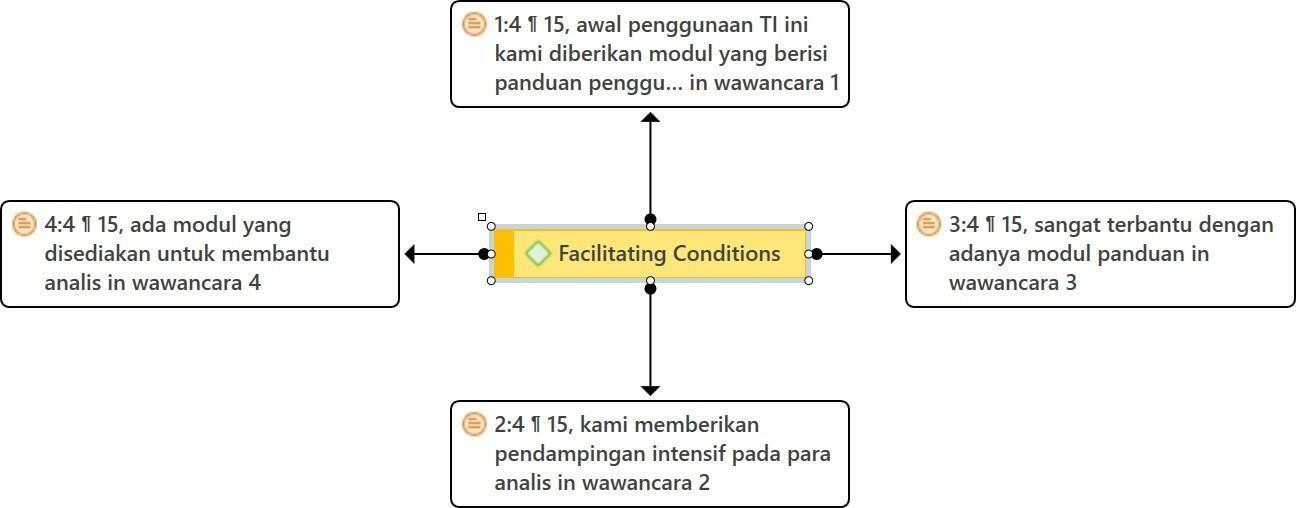 1:4 ¶ 15, awal penggunaan TI ini
kami diberikan modul yang berisi
panduan penggu... in wawancara 1
4:4 ¶ 15, ada modul yang
disediakan untuk membantu
analis in wawancara 4
Facilitating Conditions
3:4 ¶ 15, sangat terbantu dengan
adanya modul panduan in
wawancara 3
2:4 ¶ 15, kami memberikan
pendampingan intensif pada para
analis in wawancara 2